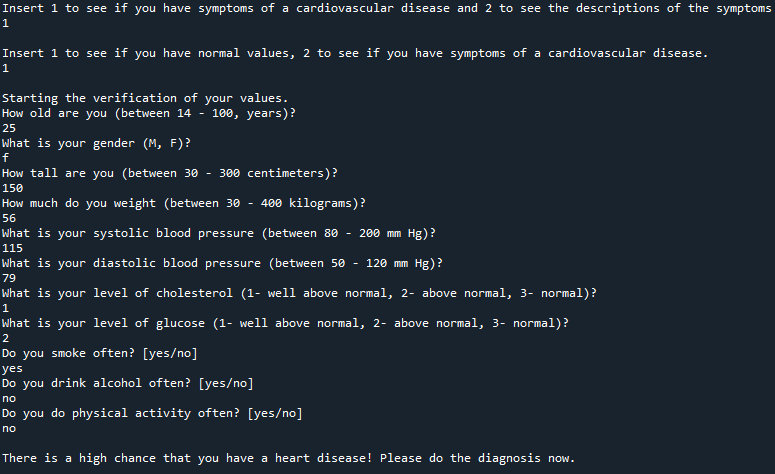 Insert 1 to see if you have symptoms of a cardiovascular disease and 2 to see the descriptions of the symptoms
1
Insert 1 to see if you have normal values, 2 to see if you have symptoms of a cardiovascular disease.
1
Starting the verification of your values.
How old are you (between 14 - 100, years)?
25
What is your gender (M, F)?
f
How tall are you (between 30 - 300 centimeters)?
150
How much do you weight (between 30 - 400 kilograms)?
56
What is your systolic blood pressure (between 80 - 200 mm Hg)?
115
What is your diastolic blood pressure (between 50 - 120 mm Hg)?
79
What is your level of cholesterol (1- well above normal, 2- above normal, 3- normal)?
1
What is your level of glucose (1- well above normal, 2- above normal, 3- normal)?
2
Do you smoke often? [yes/no]
yes
Do you drink alcohol often? [yes/no]
no
Do you do physical activity often? [yes/no]
no
There is a high chance that you have a heart disease! Please do the diagnosis now.